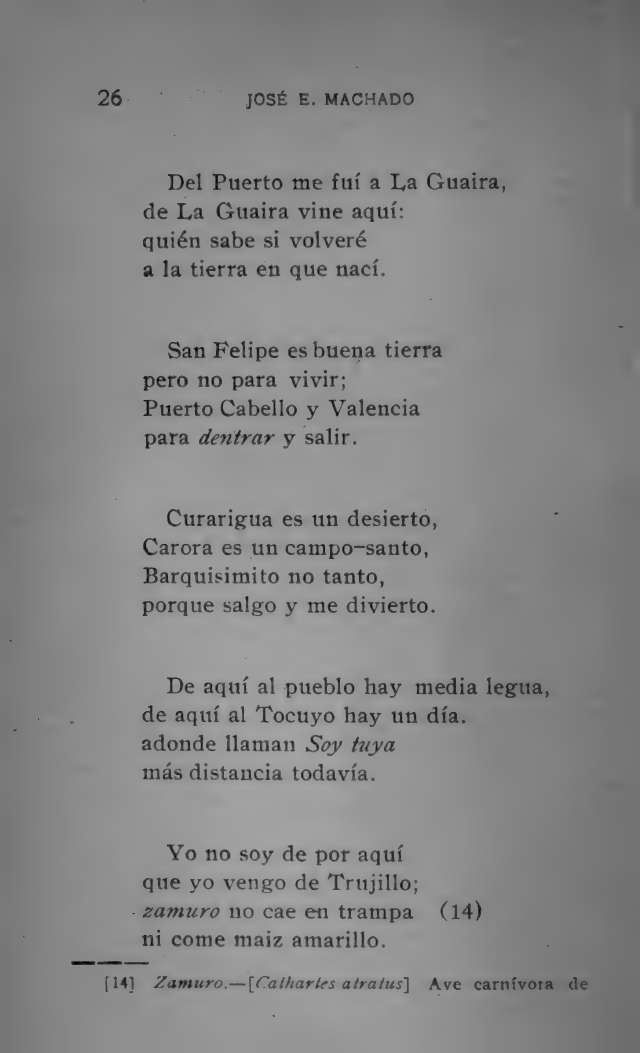 26 JOSÉ E. MACHADO
Del Puerto me fuí a La Guaira,
de La Guaira vine aquí:
quién sabe si volveré
a la tierra en que nací.
San Felipe es buena tierra
pero no para vivir;
Puerto Cabello y Valencia
para dentrar y salir.
Curarigua es un desierto,
Carora es un campo-santo,
Barquisimito no tanto,
porque salgo y me divierto.
De aquí al pueblo hay media legua,
de aquí al Tocuyo hay un día.
adonde llaman Soy tuya
más distancia todavía.
Yo no soy de por aquí
que yo vengo de Trujillo;
zamuro no cae en trampa (14)
ni come maiz amarillo.
[14] Zamuro.—[Cathartes atratus] Ave carnívora de